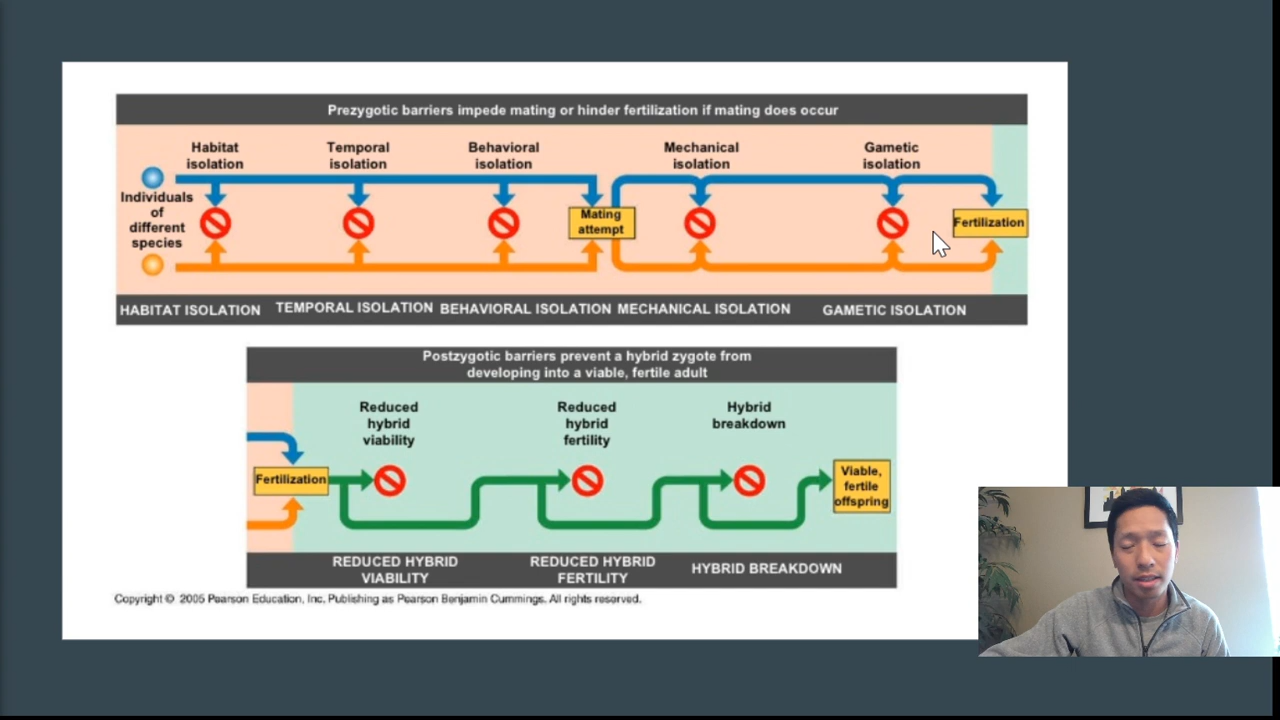 Prezygotic barriers impede mating or hinder fertilization if mating does occur
Habitat
isolation
Temporal
isolation
Behavioral
isolation
Mechanical
isolation
Gametic
isolation
Individuals
of
different
species
Mating
attempt
Fertilization
HABITAT ISOLATION TEMPORAL ISOLATION BEHAVIORAL ISOLATION MECHANICAL ISOLATION GAMETIC ISOLATION
Postzygotic barriers prevent a hybrid zygote from
developing into a viable, fertile adult
Reduced
hybrid
viability
Reduced
hybrid
fertility
Hybrid
breakdown
Fertilization
Viable,
fertile
offspring
REDUCED HYBRID
VIABILITY
REDUCED HYBRID
FERTILITY
HYBRID BREAKDOWN
Copyright © 2005 Pearson Education, Inc. Publishing as Pearson Benjamin Cummings. All rights reserved.